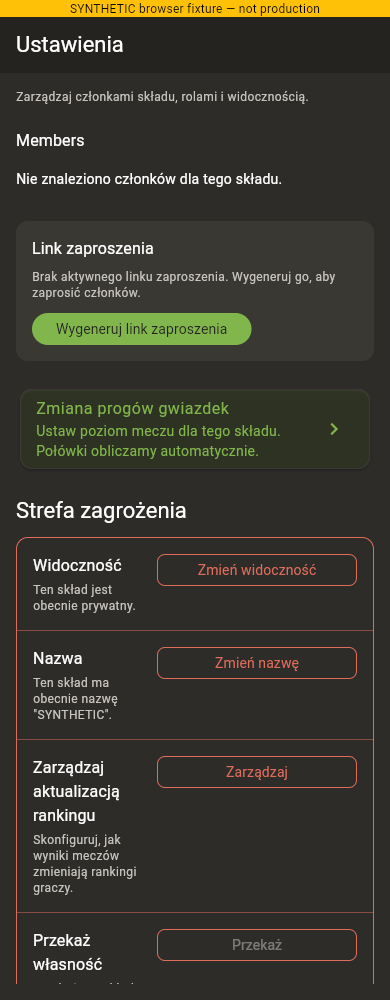 SYNTHETIC browser fixture — not production
Ustawienia
Zarządzaj członkami składu, rolami i widocznością.
Members
Nie znaleziono członków dla tego składu.
Link zaproszenia
Brak aktywnego linku zaproszenia. Wygeneruj go, aby
zaprosić członków.
Wygeneruj link zaproszenia
Zmiana progów gwiazdek
Ustaw poziom meczu dla tego składu.
Połówki obliczamy automatycznie.
Strefa zagrożenia
Widoczność
Zmień widoczność
Ten skład jest
obecnie prywatny.
Nazwa
Zmień nazwę
Ten skład ma
obecnie nazwę
"SYNTHETIC".
Zarządzaj
aktualizacją
rankingu
Zarządzaj
Skonfiguruj, jak
wyniki meczów
zmieniają rankingi
graczy.
Przekaż
własność
Przekaż